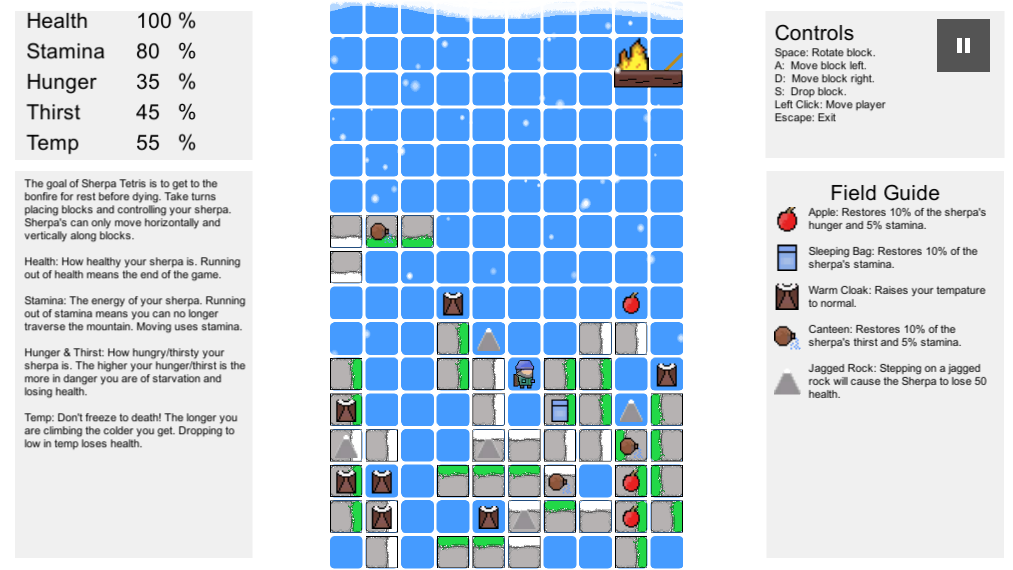 Health 100 %
Stamina 80 %
Hunger 35 %
Thirst 45 %
Temp 55 %
The goal of Sherpa Tetris is to get to the
bonfire for rest before dying. Take turns
placing blocks and controlling your sherpa.
Sherpa's can only move horizontally and
vertically along blocks.
Health: How healthy your sherpa is. Running
out of health means the end of the game.
Stamina: The energy of your sherpa. Running
out of stamina means you can no longer
traverse the mountain. Moving uses stamina.
Hunger & Thirst: How hungry/thirsty your
sherpa is. The higher your hunger/thirst is the
more in danger you are of starvation and
losing health.
Temp: Don't freeze to death! The longer you
are climbing the colder you get. Dropping to
low in temp loses health.
Controls
Space: Rotate block.
A: Move block left.
D: Move block right.
S: Drop block.
Left Click: Move player
Escape: Exit
Field Guide
Apple: Restores 10% of the sherpa's
hunger and 5% stamina.
Sleeping Bag: Restores 10% of the
sherpa's stamina.
Warm Cloak: Raises your tempature
to normal.
Canteen: Restores 10% of the
sherpa's thirst and 5% stamina.
Jagged Rock: Stepping on a jagged
rock will cause the Sherpa to lose 50
health.